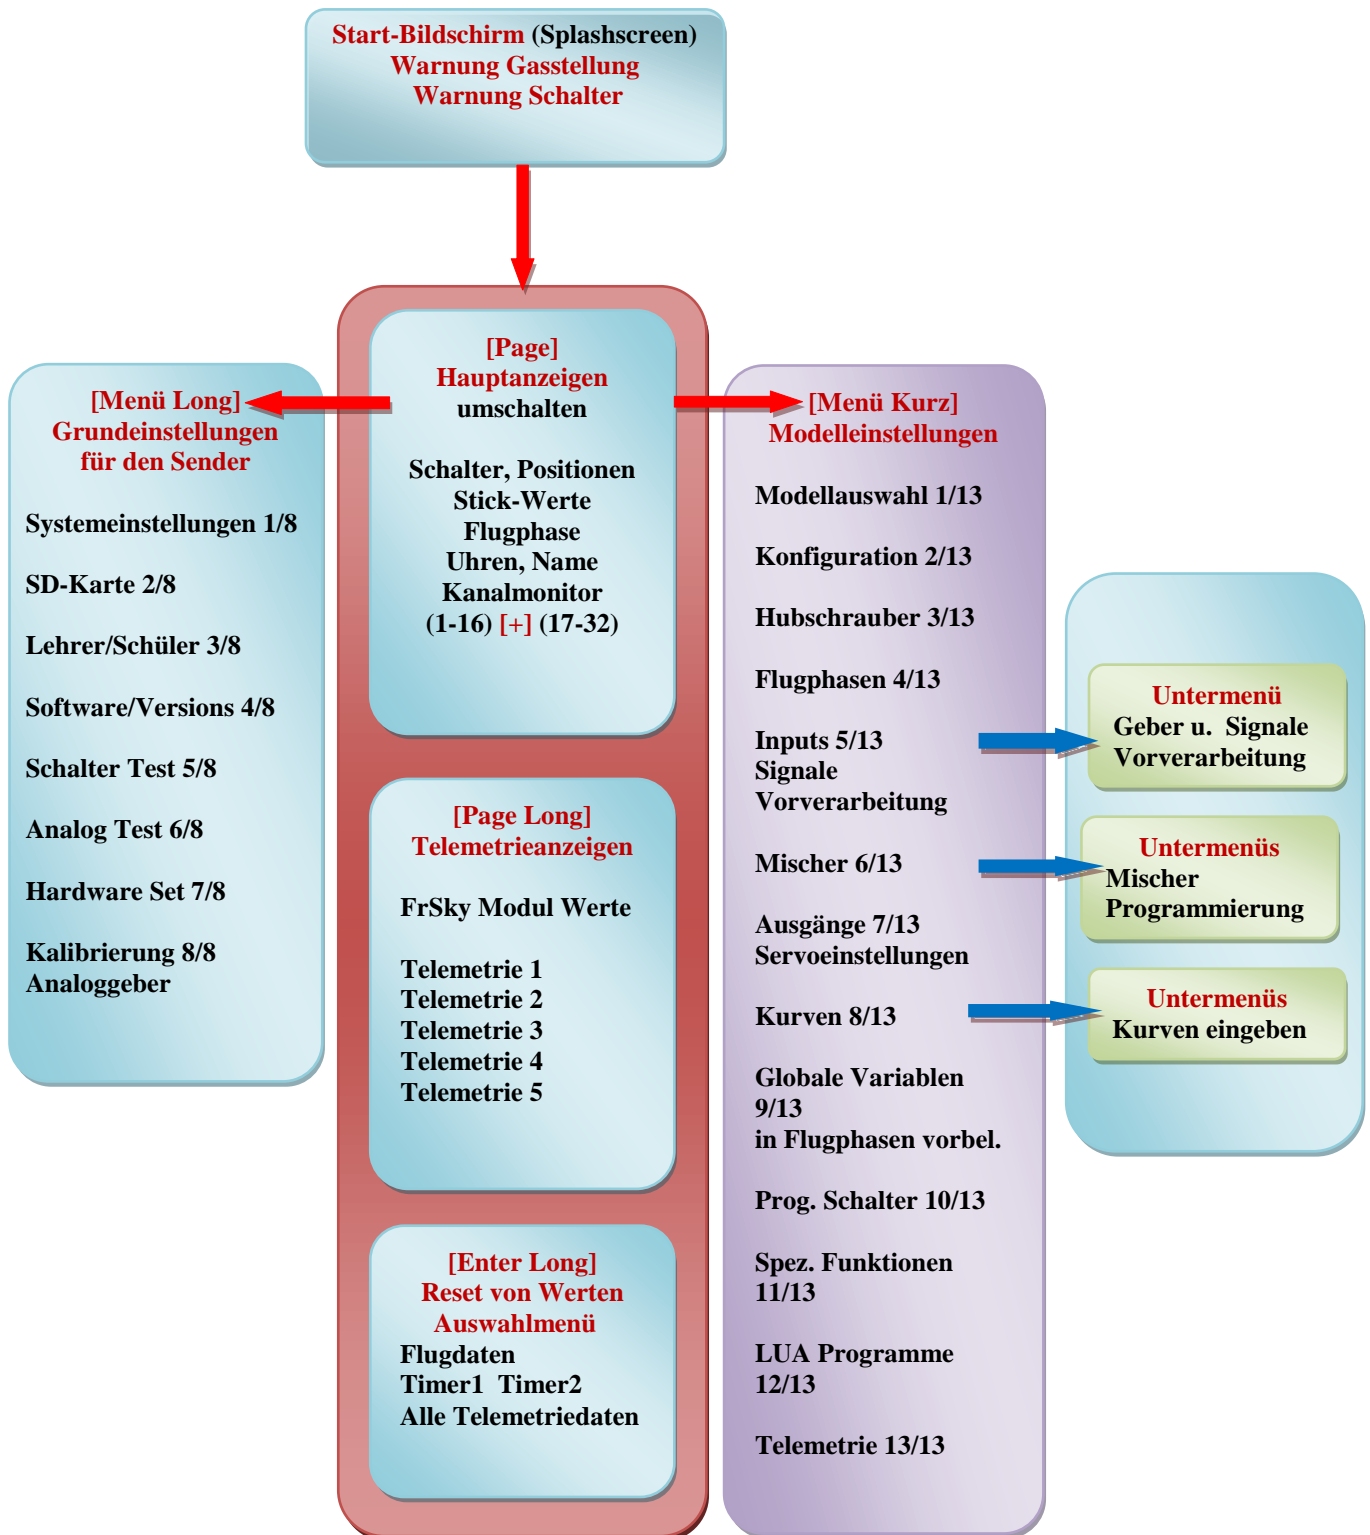 Start-Bildschirm (Splashscreen)
Warnung Gasstellung
Warnung Schalter
[Menü Long]
Grundeinstellungen
für den Sender
Systemeinstellungen 1/8
SD-Karte 2/8
Lehrer/Schüler 3/8
Software/Versions 4/8
Schalter Test 5/8
Analog Test 6/8
Hardware Set 7/8
Kalibrierung 8/8
Analoggeber
[Page]
Hauptanzeigen
umschalten
Schalter, Positionen
Stick-Werte
Flugphase
Uhren, Name
Kanalmonitor
(1-16) [+] (17-32)
[Page Long]
Telemetrieanzeigen
FrSky Modul Werte
Telemetrie 1
Telemetrie 2
Telemetrie 3
Telemetrie 4
Telemetrie 5
[Enter Long]
Reset von Werten
Auswahlmenü
Flugdaten
Timer1  Timer2
Alle Telemetriedaten
[Menü Kurz]
Modelleinstellungen
Modellauswahl 1/13
Konfiguration 2/13
Hubschrauber 3/13
Flugphasen 4/13
Inputs 5/13
Signale
Vorverarbeitung
Mischer 6/13
Ausgänge 7/13
Servoeinstellungen
Kurven 8/13
Globale Variablen
9/13
in Flugphasen vorbel.
Prog. Schalter 10/13
Spez. Funktionen
11/13
LUA Programme
12/13
Telemetrie 13/13
Untermenü
Geber u.  Signale
Vorverarbeitung
Untermenüs
Mischer
Programmierung
Untermenüs
Kurven eingeben